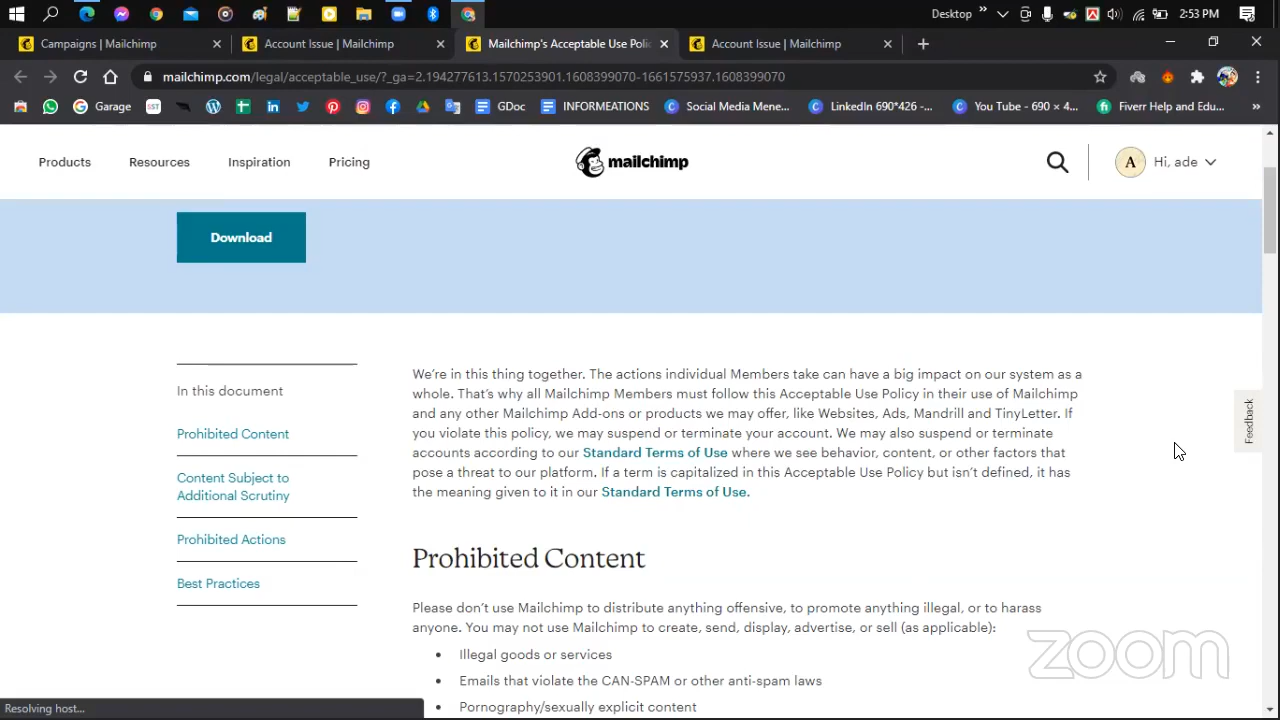 Desktop
2:53 PM
Campaigns | Mailchimp
Account Issue | Mailchimp
Mailchimp's Acceptable Use Poli
Account Issue | Mailchimp
mailchimp.com/legal/acceptable_use/?_ga=2.194277613.1570253901.1608399070-1661575937.1608399070
Garage
SST
GDoc
INFORMEATIONS
Social Media Mene...
LinkedIn 690*426 -...
You Tube - 690 × 4...
Fiverr Help and Edu...
Products
Resources
Inspiration
Pricing
mailchimp
A
Hi, ade
Download
In this document
Prohibited Content
Content Subject to
Additional Scrutiny
Prohibited Actions
Best Practices
We're in this thing together. The actions individual Members take can have a big impact on our system as a
whole. That's why all Mailchimp Members must follow this Acceptable Use Policy in their use of Mailchimp
and any other Mailchimp Add-ons or products we may offer, like Websites, Ads, Mandrill and TinyLetter. If
you violate this policy, we may suspend or terminate your account. We may also suspend or terminate
accounts according to our Standard Terms of Use where we see behavior, content, or other factors that
pose a threat to our platform. If a term is capitalized in this Acceptable Use Policy but isn't defined, it has
the meaning given to it in our Standard Terms of Use.
Prohibited Content
Please don't use Mailchimp to distribute anything offensive, to promote anything illegal, or to harass
anyone. You may not use Mailchimp to create, send, display, advertise, or sell (as applicable):
• Illegal goods or services
• Emails that violate the CAN-SPAM or other anti-spam laws
• Pornography/sexually explicit content
Feedback
zoom
Resolving host...